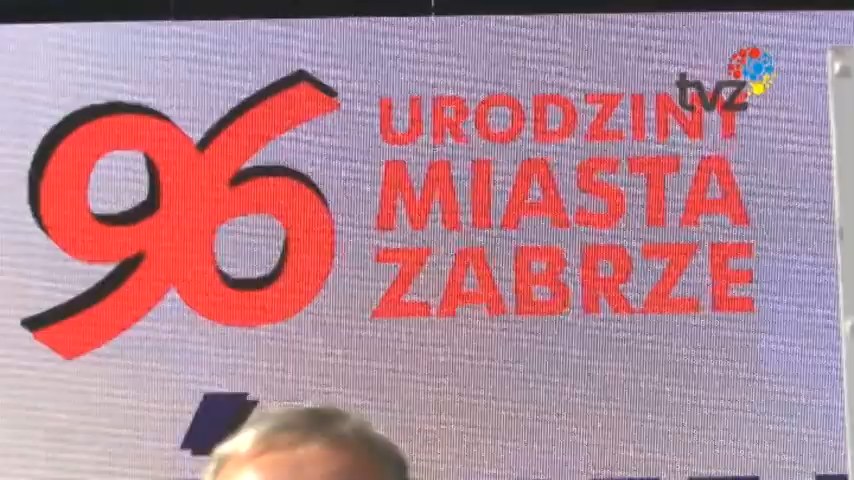 96
URODZINY
MIASTA
ZABRZE
tvz